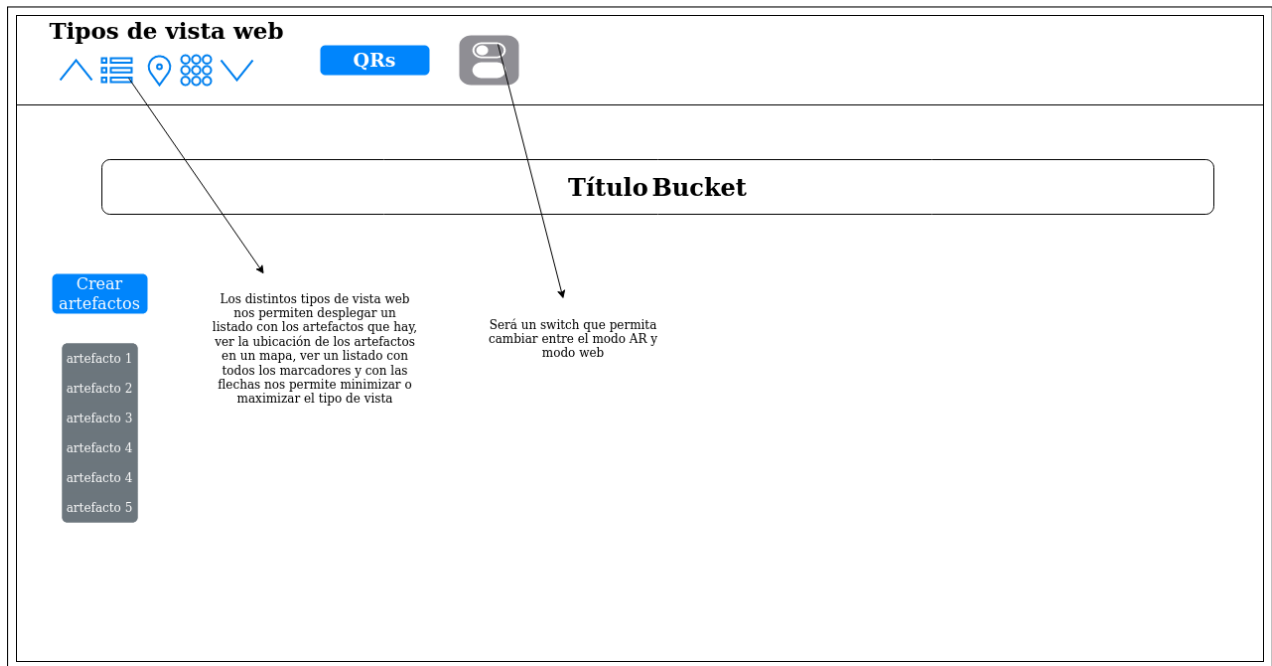 Tipos de vista web
QRs
Título Bucket
Crear
artefactos
artefacto 1
artefacto 2
artefacto 3
artefacto 4
artefacto 4
artefacto 5
Los distintos tipos de vista web
nos permiten desplegar un
listado con los artefactos que hay,
ver la ubicación de los artefactos
en un mapa, ver un listado con
todos los marcadores y con las
flechas nos permite minimizar o
maximizar el tipo de vista
Será un switch que permita
cambiar entre el modo AR y
modo web